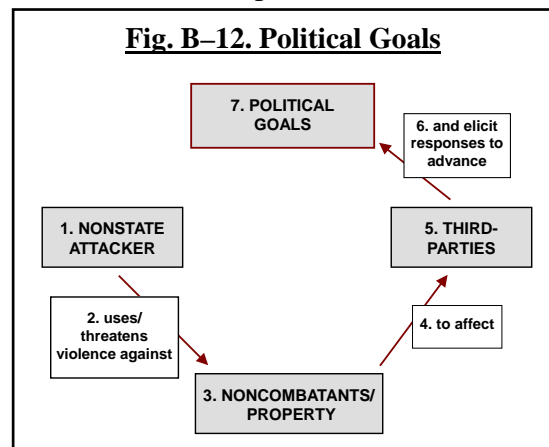 Fig. B–12. Political Goals
7. POLITICAL
GOALS
6. and elicit
responses to
advance
1. NONSTATE
ATTACKER
5. THIRD-
PARTIES
2. uses/
threatens
violence against
4. to affect
3. NONCOMBATANTS/
PROPERTY